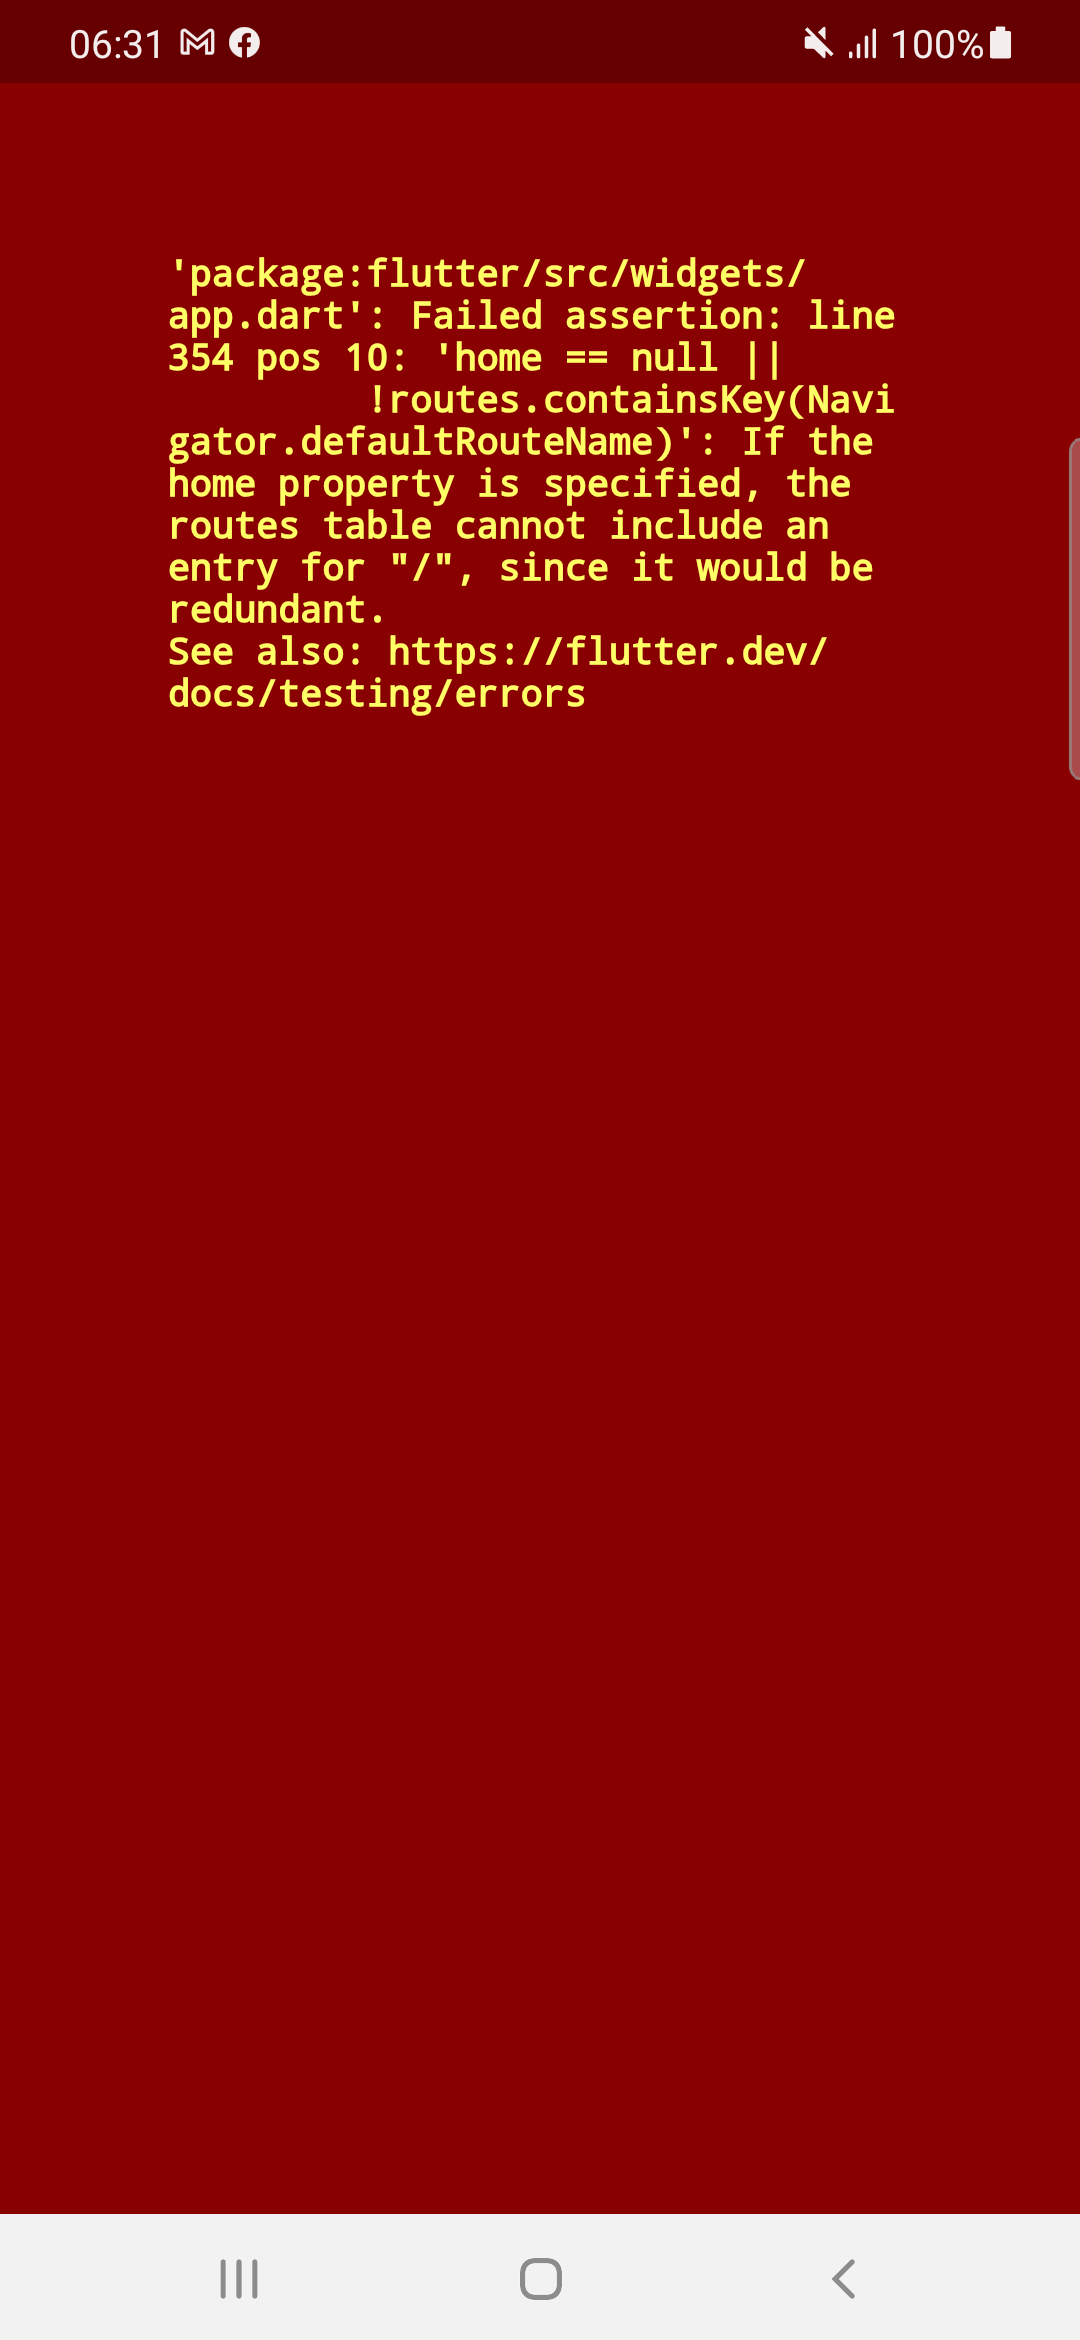 06:31
100%
'package:flutter/src/widgets/
app.dart': Failed assertion: line
354 pos 10: 'home == null ||
!routes.containsKey(Navi
gator.defaultRouteName)': If the
home property is specified, the
routes table cannot include an
entry for "/", since it would be
redundant.
See also: https://flutter.dev/
docs/testing/errors